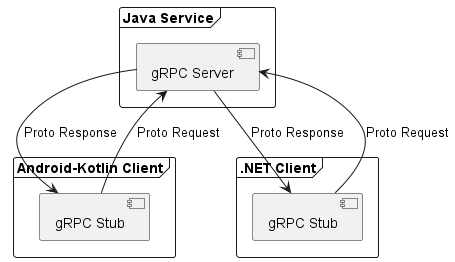 Java Service
gRPC Server
Proto Response
Proto Request
Proto Response
Proto Request
Android-Kotlin Client
.NET Client
gRPC Stub
gRPC Stub